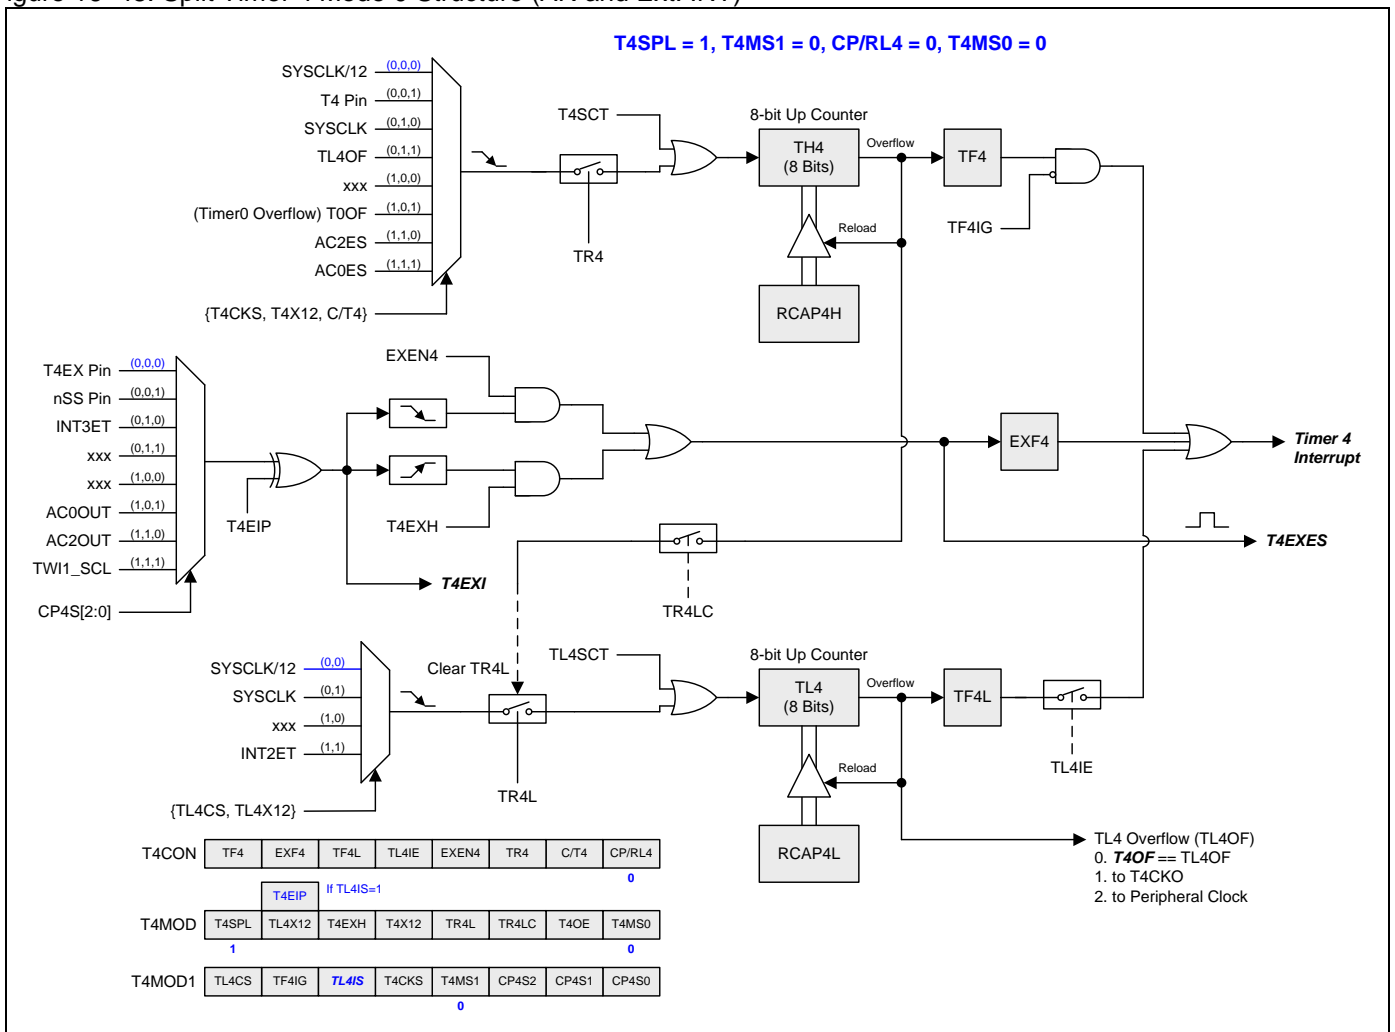 T4SPL = 1, T4MS1 = 0, CP/RL4 = 0, T4MS0 = 0
SYSCLK/12 (0,0,0)
T4 Pin (0,0,1)
SYSCLK (0,1,0)
TL4OF (0,1,1)
xxx (1,0,0)
(Timer0 Overflow) T0OF (1,0,1)
AC2ES (1,1,0)
AC0ES (1,1,1)
{T4CKS, T4X12, C/T4}
TR4
T4SCT
8-bit Up Counter
TH4
(8 Bits)
Overflow
TF4
TF4IG
Reload
RCAP4H
T4EX Pin (0,0,0)
nSS Pin (0,0,1)
INT3ET (0,1,0)
xxx (0,1,1)
xxx (1,0,0)
AC0OUT (1,0,1)
AC2OUT (1,1,0)
TWI1_SCL (1,1,1)
CP4S[2:0]
T4EIP
EXEN4
T4EXH
T4EXI
EXF4
Timer 4
Interrupt
T4EXES
TR4LC
SYSCLK/12 (0,0)
SYSCLK (0,1)
xxx (1,0)
INT2ET (1,1)
{TL4CS, TL4X12}
Clear TR4L
TR4L
TL4SCT
8-bit Up Counter
TL4
(8 Bits)
Overflow
TF4L
TL4IE
Reload
RCAP4L
TL4 Overflow (TL4OF)
0. T4OF == TL4OF
1. to T4CKO
2. to Peripheral Clock
T4CON TF4 EXF4 TF4L TL4IE EXEN4 TR4 C/T4 CP/RL4
0
T4EIP If TL4IS=1
T4MOD T4SPL TL4X12 T4EXH T4X12 TR4L TR4LC T4OE T4MS0
1 0
T4MOD1 TL4CS TF4IG TL4IS T4CKS T4MS1 CP4S2 CP4S1 CP4S0
0